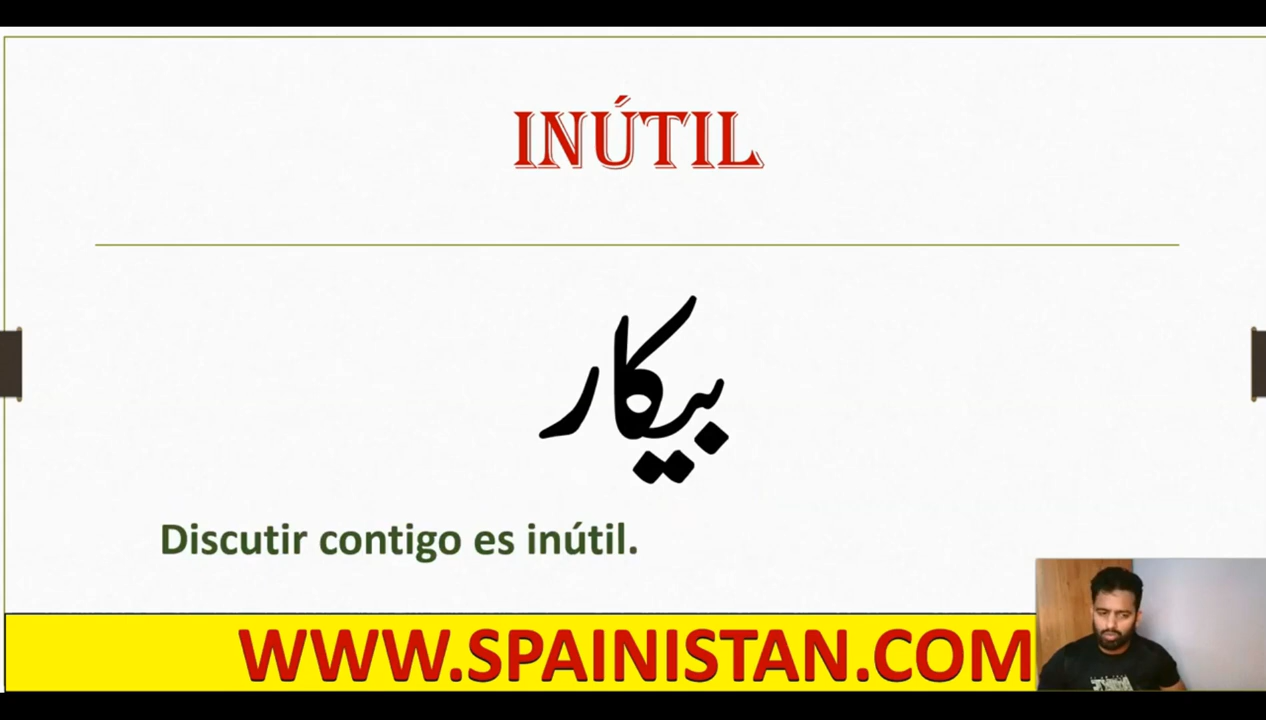 INÚTIL
بیکار
Discutir contigo es inútil.
WWW.SPAINISTAN.COM